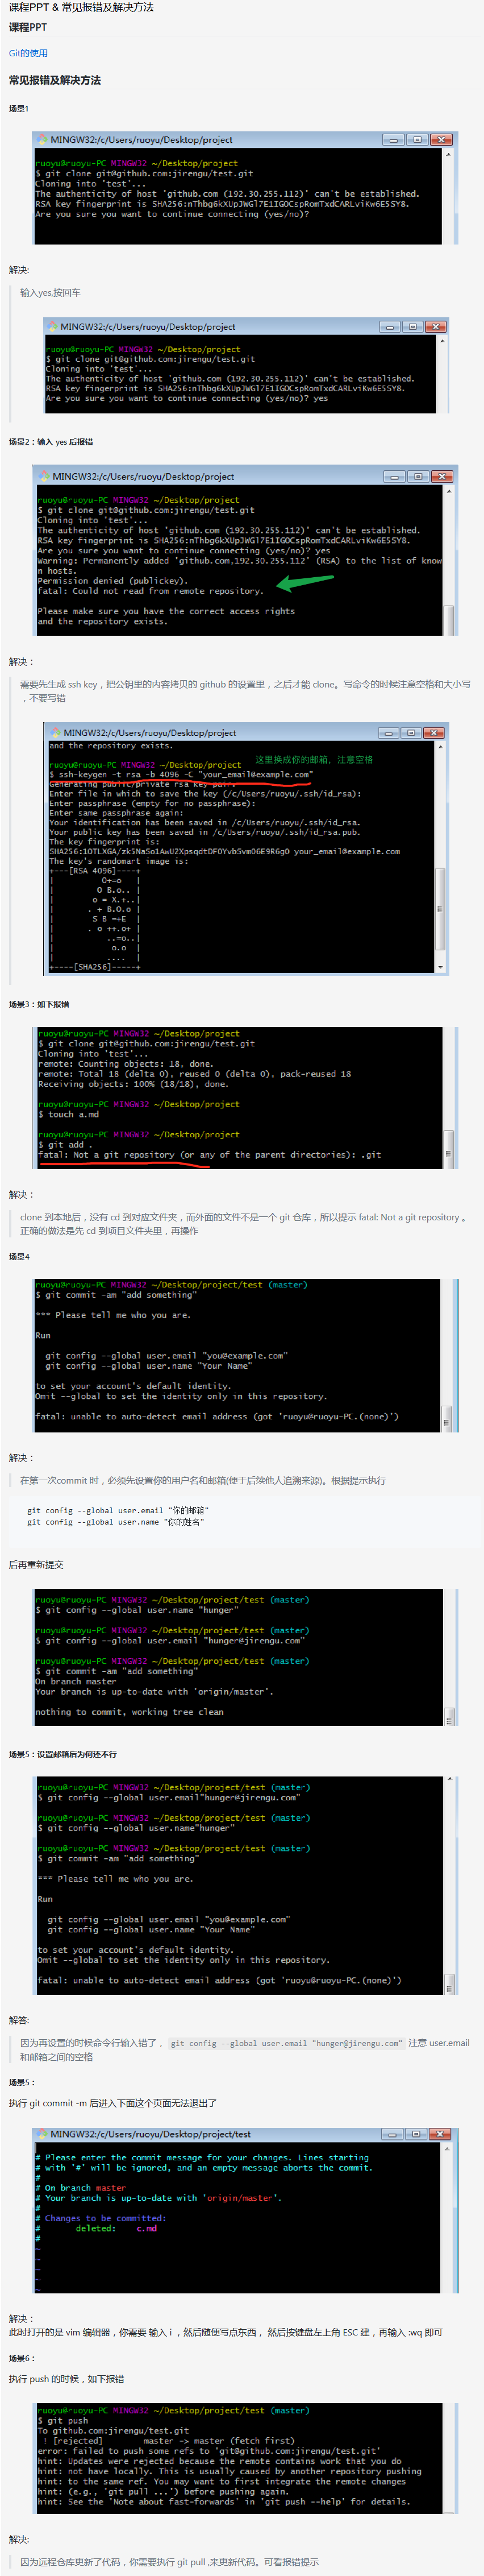 课程PPT & 常见报错及解决方法
课程PPT
Git的使用
常见报错及解决方法
场景1
MINGW32:/c/Users/ruoyu/Desktop/project
ruoyu@ruoyu-PC MINGW32 ~/Desktop/project
$ git clone git@github.com:jirengu/test.git
Cloning into 'test'...
The authenticity of host 'github.com (192.30.255.112)' can't be established.
RSA key fingerprint is SHA256:nThbg6kXUpJWGl7E1IGOCspRomTxdCARLviKw6E5SY8.
Are you sure you want to continue connecting (yes/no)?
解决:
输入yes,按回车
MINGW32:/c/Users/ruoyu/Desktop/project
ruoyu@ruoyu-PC MINGW32 ~/Desktop/project
$ git clone git@github.com:jirengu/test.git
Cloning into 'test'...
The authenticity of host 'github.com (192.30.255.112)' can't be established.
RSA key fingerprint is SHA256:nThbg6kXUpJWGl7E1IGOCspRomTxdCARLviKw6E5SY8.
Are you sure you want to continue connecting (yes/no)? yes
场景2：输入 yes 后报错
MINGW32:/c/Users/ruoyu/Desktop/project
ruoyu@ruoyu-PC MINGW32 ~/Desktop/project
$ git clone git@github.com:jirengu/test.git
Cloning into 'test'...
The authenticity of host 'github.com (192.30.255.112)' can't be established.
RSA key fingerprint is SHA256:nThbg6kXUpJWGl7E1IGOCspRomTxdCARLviKw6E5SY8.
Are you sure you want to continue connecting (yes/no)? yes
Warning: Permanently added 'github.com,192.30.255.112' (RSA) to the list of know
n hosts.
Permission denied (publickey).
fatal: Could not read from remote repository.
Please make sure you have the correct access rights
and the repository exists.
解决：
需要先生成 ssh key，把公钥里的内容拷贝的 github 的设置里，之后才能 clone。写命令的时候注意空格和大小写
，不要写错
MINGW32:/c/Users/ruoyu/Desktop/project
and the repository exists.
ruoyu@ruoyu-PC MINGW32 ~/Desktop/project 这里换成你的邮箱，注意空格
$ ssh-keygen -t rsa -b 4096 -C "your_email@example.com"
Generating public/private rsa key pair.
Enter file in which to save the key (/c/Users/ruoyu/.ssh/id_rsa):
Enter passphrase (empty for no passphrase):
Enter same passphrase again:
Your identification has been saved in /c/Users/ruoyu/.ssh/id_rsa.
Your public key has been saved in /c/Users/ruoyu/.ssh/id_rsa.pub.
The key fingerprint is:
your_email@example.com
The key's randomart image is:
+---[RSA 4096]----+
| O+=o |
| O B.o.. |
| o = X.+..|
| . + B.O.o |
| S B =+E |
| . o ++.o+ |
| ..=o..|
| o.o |
| .... |
+----[SHA256]-----+
场景3：如下报错
ruoyu@ruoyu-PC MINGW32 ~/Desktop/project
$ git clone git@github.com:jirengu/test.git
Cloning into 'test'...
remote: Counting objects: 18, done.
remote: Total 18 (delta 0), reused 0 (delta 0), pack-reused 18
Receiving objects: 100% (18/18), done.
ruoyu@ruoyu-PC MINGW32 ~/Desktop/project
$ touch a.md
ruoyu@ruoyu-PC MINGW32 ~/Desktop/project
$ git add .
fatal: Not a git repository (or any of the parent directories): .git
解决：
clone 到本地后，没有 cd 到对应文件夹，而外面的文件不是一个 git 仓库，所以提示 fatal: Not a git repository 。
正确的做法是先 cd 到项目文件夹里，再操作
场景4
ruoyu@ruoyu-PC MINGW32 ~/Desktop/project/test (master)
$ git commit -am "add something"
*** Please tell me who you are.
Run
git config --global user.email "you@example.com"
git config --global user.name "Your Name"
to set your account's default identity.
Omit --global to set the identity only in this repository.
fatal: unable to auto-detect email address (got 'ruoyu@ruoyu-PC.(none)')
解决：
在第一次commit 时，必须先设置你的用户名和邮箱(便于后续他人追溯来源)。根据提示执行
git config --global user.email "你的邮箱"
git config --global user.name "你的姓名"
后再重新提交
ruoyu@ruoyu-PC MINGW32 ~/Desktop/project/test (master)
$ git config --global user.name "hunger"
ruoyu@ruoyu-PC MINGW32 ~/Desktop/project/test (master)
$ git config --global user.email "hunger@jirengu.com"
ruoyu@ruoyu-PC MINGW32 ~/Desktop/project/test (master)
$ git commit -am "add something"
On branch master
Your branch is up-to-date with 'origin/master'.
nothing to commit, working tree clean
场景5：设置邮箱后为何还不行
ruoyu@ruoyu-PC MINGW32 ~/Desktop/project/test (master)
$ git config --global user.email"hunger@jirengu.com"
ruoyu@ruoyu-PC MINGW32 ~/Desktop/project/test (master)
$ git config --global user.name"hunger"
ruoyu@ruoyu-PC MINGW32 ~/Desktop/project/test (master)
$ git commit -am "add something"
*** Please tell me who you are.
Run
git config --global user.email "you@example.com"
git config --global user.name "Your Name"
to set your account's default identity.
Omit --global to set the identity only in this repository.
fatal: unable to auto-detect email address (got 'ruoyu@ruoyu-PC.(none)')
解答:
因为再设置的时候命令行输入错了， git config --global user.email "hunger@jirengu.com" 注意 user.email
和邮箱之间的空格
场景5：
执行 git commit -m 后进入下面这个页面无法退出了
MINGW32:/c/Users/ruoyu/Desktop/project/test
# Please enter the commit message for your changes. Lines starting
# with '#' will be ignored, and an empty message aborts the commit.
#
# On branch master
# Your branch is up-to-date with 'origin/master'.
#
# Changes to be committed:
# deleted: c.md
#
~
~
~
~
~
解决：
此时打开的是 vim 编辑器，你需要 输入 i ，然后随便写点东西， 然后按键盘左上角 ESC 建，再输入 :wq 即可
场景6：
执行 push 的时候，如下报错
ruoyu@ruoyu-PC MINGW32 ~/Desktop/project/test (master)
$ git push
To github.com:jirengu/test.git
! [rejected] master -> master (fetch first)
error: failed to push some refs to 'git@github.com:jirengu/test.git'
hint: Updates were rejected because the remote contains work that you do
hint: not have locally. This is usually caused by another repository pushing
hint: to the same ref. You may want to first integrate the remote changes
hint: (e.g., 'git pull ...') before pushing again.
hint: See the 'Note about fast-forwards' in 'git push --help' for details.
解决:
因为远程仓库更新了代码，你需要执行 git pull ,来更新代码。可看报错提示